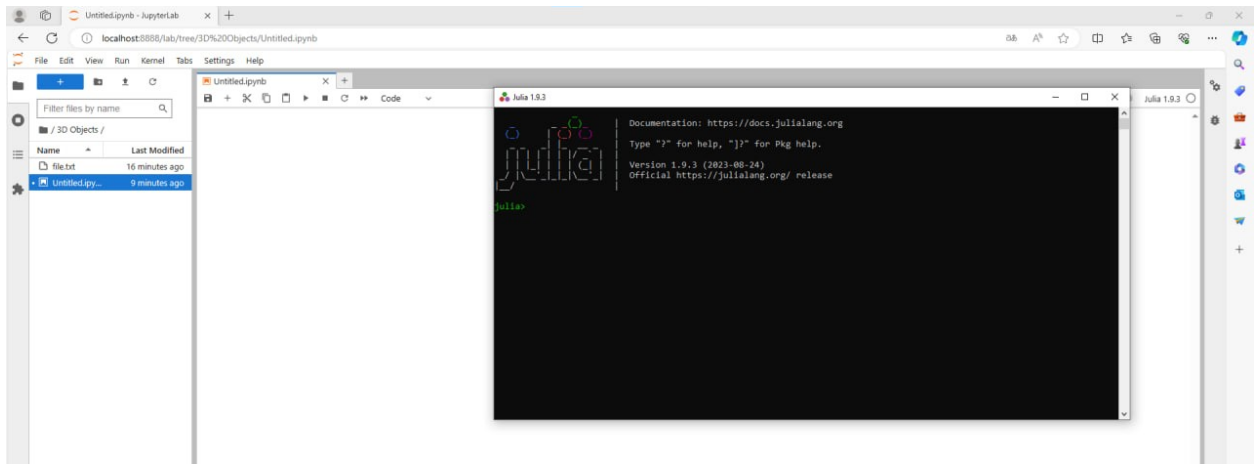 Untitled.ipynb - JupyterLab
localhost:8888/lab/tree/3D%20Objects/Untitled.ipynb
File Edit View Run Kernel Tabs Settings Help
Untitled.ipynb
Code
Julia 1.9.3
Filter files by name
/ 3D Objects /
Name Last Modified
file.txt 16 minutes ago
Untitled.ipy... 9 minutes ago
Julia 1.9.3
julia
Documentation: https://docs.julialang.org
Type "?" for help, "]?" for Pkg help.
Version 1.9.3 (2023-08-24)
Official https://julialang.org/ release
julia>